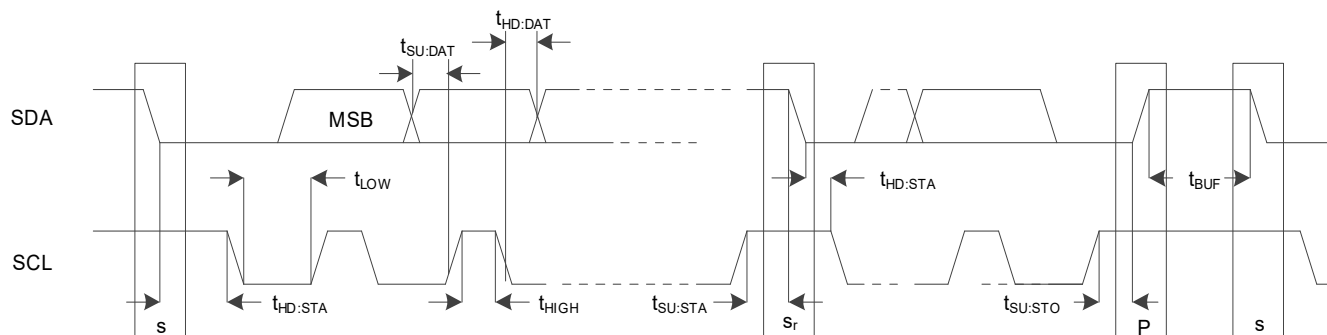 tHD:DAT
tSU:DAT
SDA
MSB
tLOW
tHD:STA
tBUF
SCL
tHD:STA
tHIGH
tSU:STA
tSU:STO
s
sr
P
s